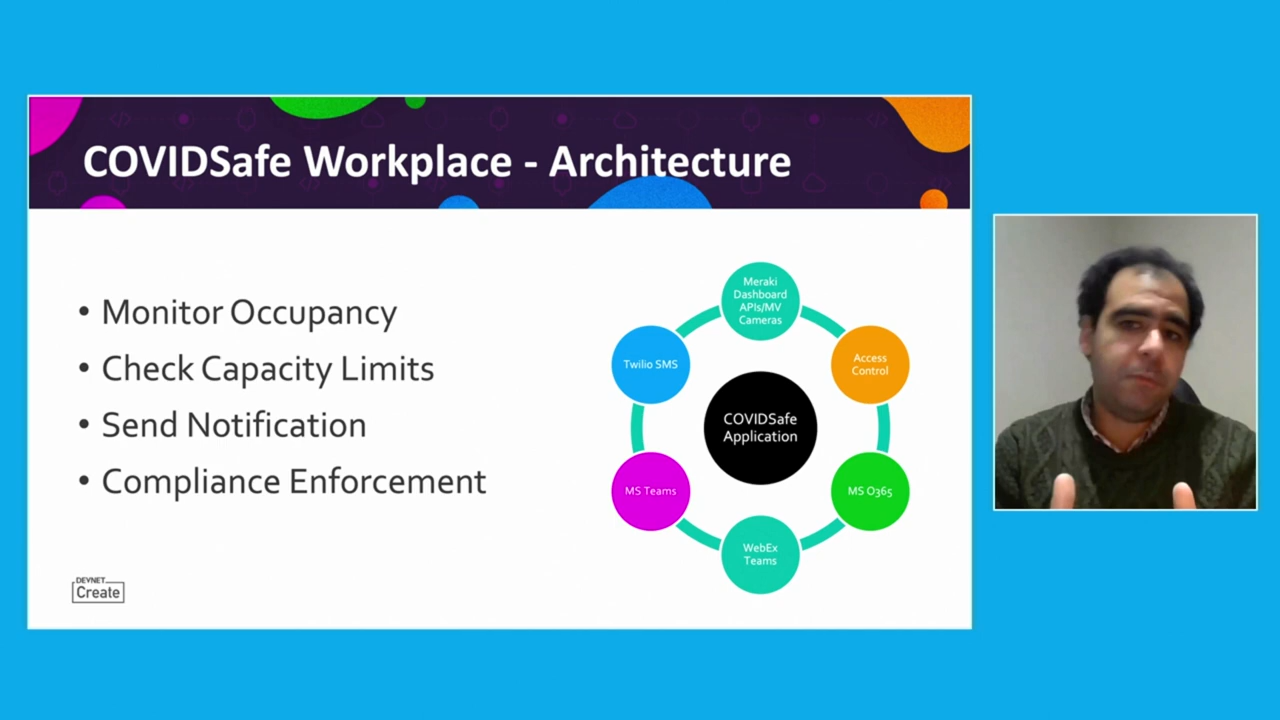 COVIDSafe Workplace - Architecture
• Monitor Occupancy
• Check Capacity Limits
• Send Notification
• Compliance Enforcement
Meraki
Dashboard
APIs/MV
Cameras
Access
Control
MS O365
WebEx
Teams
MS Teams
Twilio SMS
COVIDSafe
Application
DEVNET
Create